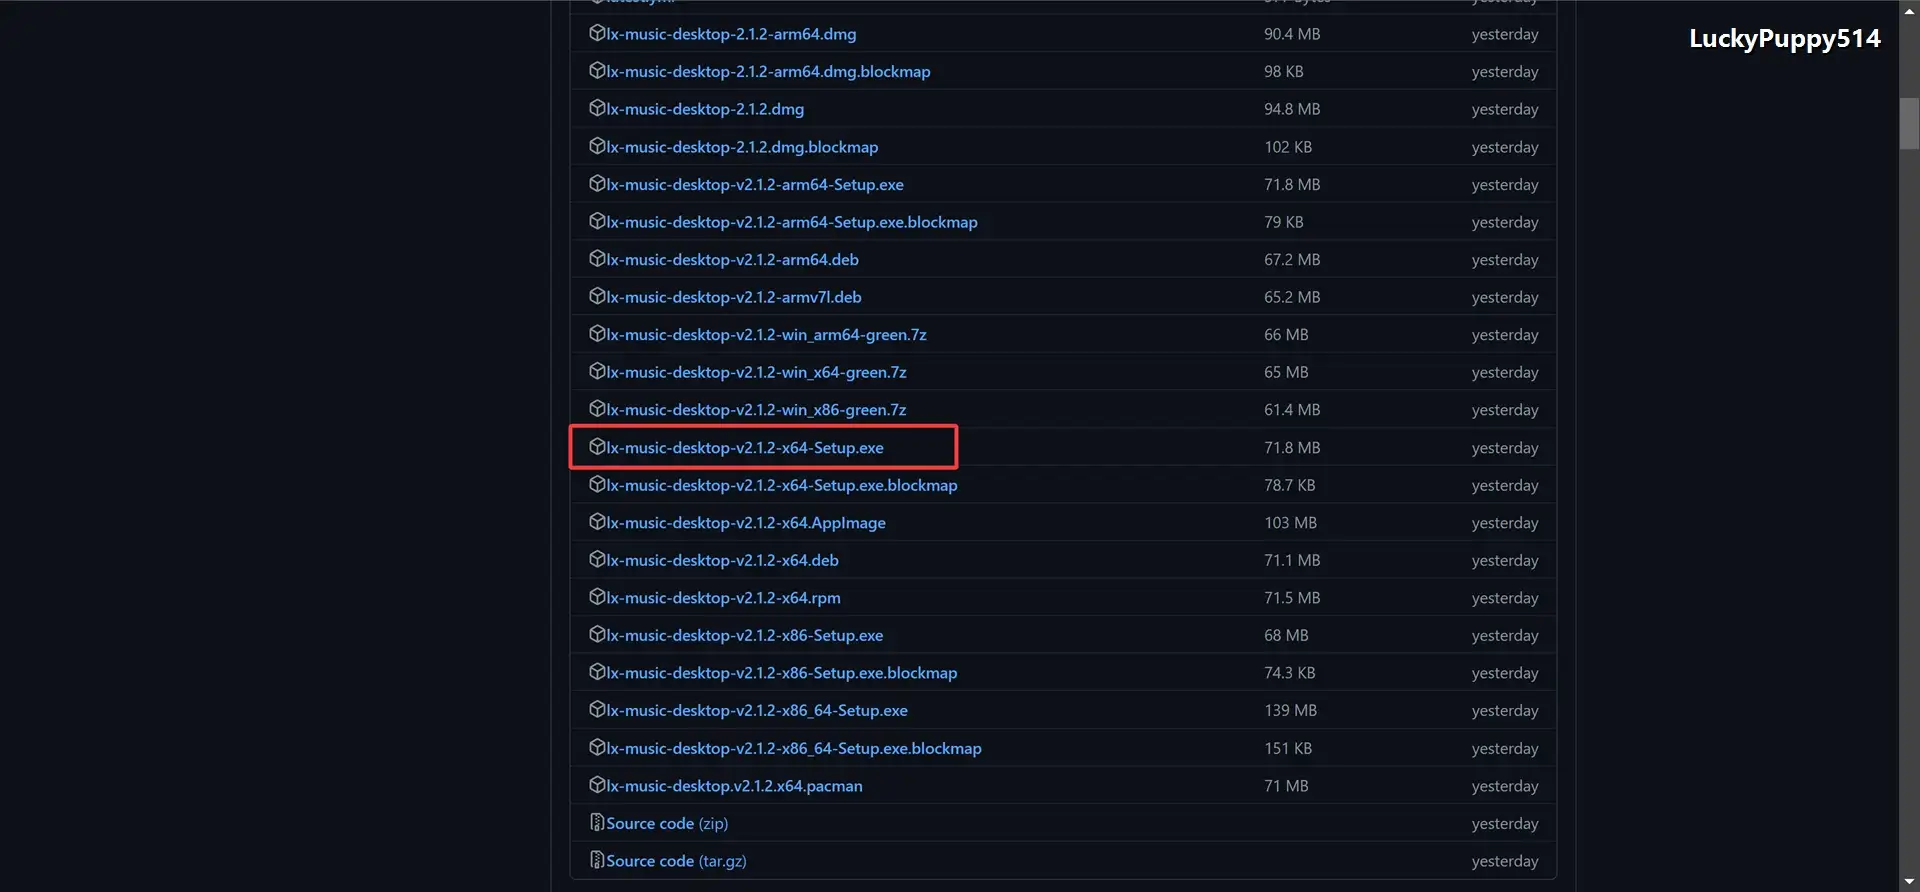 LuckyPuppy514
lx-music-desktop-2.1.2-arm64.dmg 90.4 MB yesterday
lx-music-desktop-2.1.2-arm64.dmg.blockmap 98 KB yesterday
lx-music-desktop-2.1.2.dmg 94.8 MB yesterday
lx-music-desktop-2.1.2.dmg.blockmap 102 KB yesterday
lx-music-desktop-v2.1.2-arm64-Setup.exe 71.8 MB yesterday
lx-music-desktop-v2.1.2-arm64-Setup.exe.blockmap 79 KB yesterday
lx-music-desktop-v2.1.2-arm64.deb 67.2 MB yesterday
lx-music-desktop-v2.1.2-armv7l.deb 65.2 MB yesterday
lx-music-desktop-v2.1.2-win_arm64-green.7z 66 MB yesterday
lx-music-desktop-v2.1.2-win_x64-green.7z 65 MB yesterday
lx-music-desktop-v2.1.2-win_x86-green.7z 61.4 MB yesterday
lx-music-desktop-v2.1.2-x64-Setup.exe 71.8 MB yesterday
lx-music-desktop-v2.1.2-x64-Setup.exe.blockmap 78.7 KB yesterday
lx-music-desktop-v2.1.2-x64.AppImage 103 MB yesterday
lx-music-desktop-v2.1.2-x64.deb 71.1 MB yesterday
lx-music-desktop-v2.1.2-x64.rpm 71.5 MB yesterday
lx-music-desktop-v2.1.2-x86-Setup.exe 68 MB yesterday
lx-music-desktop-v2.1.2-x86-Setup.exe.blockmap 74.3 KB yesterday
lx-music-desktop-v2.1.2-x86_64-Setup.exe 139 MB yesterday
lx-music-desktop-v2.1.2-x86_64-Setup.exe.blockmap 151 KB yesterday
lx-music-desktop.v2.1.2.x64.pacman 71 MB yesterday
Source code (zip) yesterday
Source code (tar.gz) yesterday